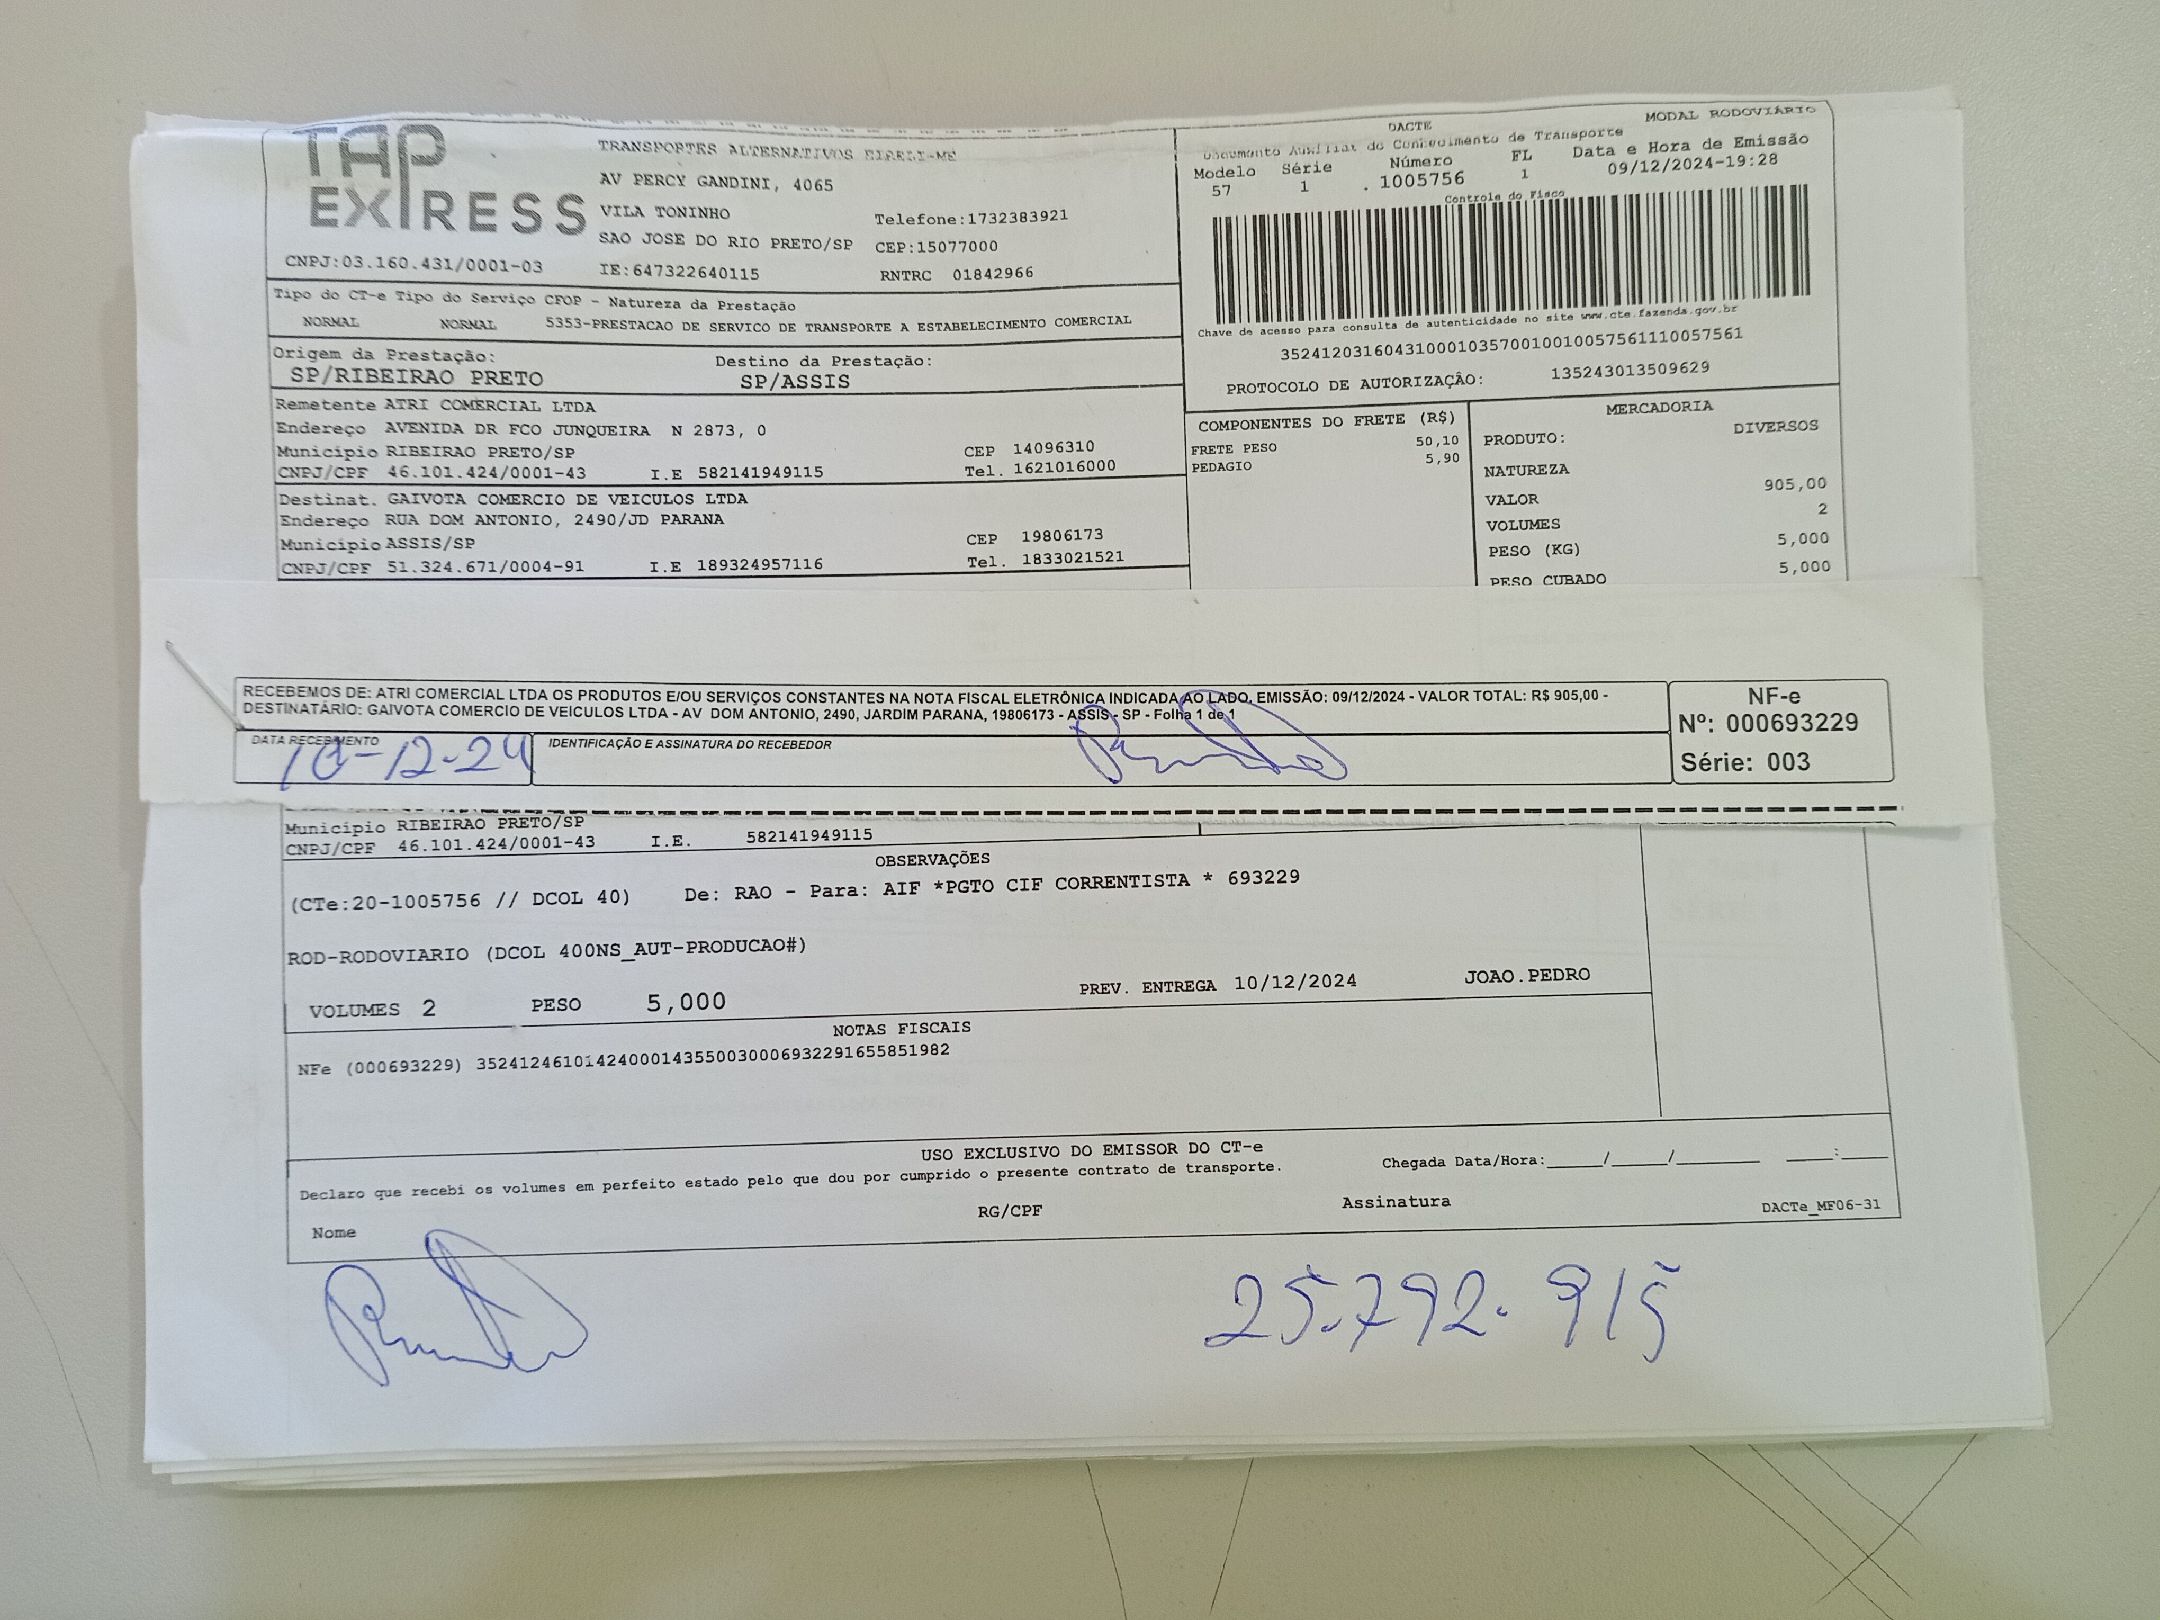 TAP EXPRESS
TRANSPORTES ALTERNATIVOS EIRELI-ME
AV PERCY GANDINI, 4065
VILA TONINHO Telefone:1732383921
SAO JOSE DO RIO PRETO/SP CEP:15077000
CNPJ:03.160.431/0001-03 IE:647322640115 RNTRC 01842966
MODAL RODOVIÁRIO
DACTE
Documento Auxiliar do Conhecimento de Transporte
Modelo Série Número FL Data e Hora de Emissão
57 1 . 1005756 1 09/12/2024-19:28
Controle do Fisco
Chave de acesso para consulta de autenticidade no site www.cte.fazenda.gov.br
35241203160431000103570010010057561110057561
PROTOCOLO DE AUTORIZAÇÃO: 135243013509629
Tipo do CT-e Tipo do Serviço CFOP - Natureza da Prestação
NORMAL NORMAL 5353-PRESTACAO DE SERVICO DE TRANSPORTE A ESTABELECIMENTO COMERCIAL
Origem da Prestação: Destino da Prestação:
SP/RIBEIRAO PRETO SP/ASSIS
Remetente ATRI COMERCIAL LTDA
Endereço AVENIDA DR FCO JUNQUEIRA N 2873, 0
Município RIBEIRAO PRETO/SP CEP 14096310
CNPJ/CPF 46.101.424/0001-43 I.E 582141949115 Tel. 1621016000
Destinat. GAIVOTA COMERCIO DE VEICULOS LTDA
Endereço RUA DOM ANTONIO, 2490/JD PARANA
Município ASSIS/SP CEP 19806173
CNPJ/CPF 51.324.671/0004-91 I.E 189324957116 Tel. 1833021521
COMPONENTES DO FRETE (R$)
FRETE PESO 50,10
PEDAGIO 5,90
MERCADORIA
PRODUTO: DIVERSOS
NATUREZA
VALOR 905,00
VOLUMES 2
PESO (KG) 5,000
PESO CUBADO 5,000
RECEBEMOS DE: ATRI COMERCIAL LTDA OS PRODUTOS E/OU SERVIÇOS CONSTANTES NA NOTA FISCAL ELETRÔNICA INDICADA AO LADO. EMISSÃO: 09/12/2024 - VALOR TOTAL: R$ 905,00 -
DESTINATÁRIO: GAIVOTA COMERCIO DE VEICULOS LTDA - AV DOM ANTONIO, 2490, JARDIM PARANA, 19806173 - ASSIS - SP - Folha 1 de 1
DATA RECEBIMENTO IDENTIFICAÇÃO E ASSINATURA DO RECEBEDOR
10-12-24
NF-e
Nº: 000693229
Série: 003
Município RIBEIRAO PRETO/SP
CNPJ/CPF 46.101.424/0001-43 I.E. 582141949115
OBSERVAÇÕES
(CTe:20-1005756 // DCOL 40) De: RAO - Para: AIF *PGTO CIF CORRENTISTA * 693229
ROD-RODOVIARIO (DCOL 400NS_AUT-PRODUCAO#)
VOLUMES 2 PESO 5,000 PREV. ENTREGA 10/12/2024 JOAO.PEDRO
NOTAS FISCAIS
NFe (000693229) 35241246101424000143550030006932291655851982
USO EXCLUSIVO DO EMISSOR DO CT-e
Declaro que recebi os volumes em perfeito estado pelo que dou por cumprido o presente contrato de transporte. Chegada Data/Hora:_____/_____/_______ ____:____
Nome RG/CPF Assinatura DACTe_MF06-31
25.792.915